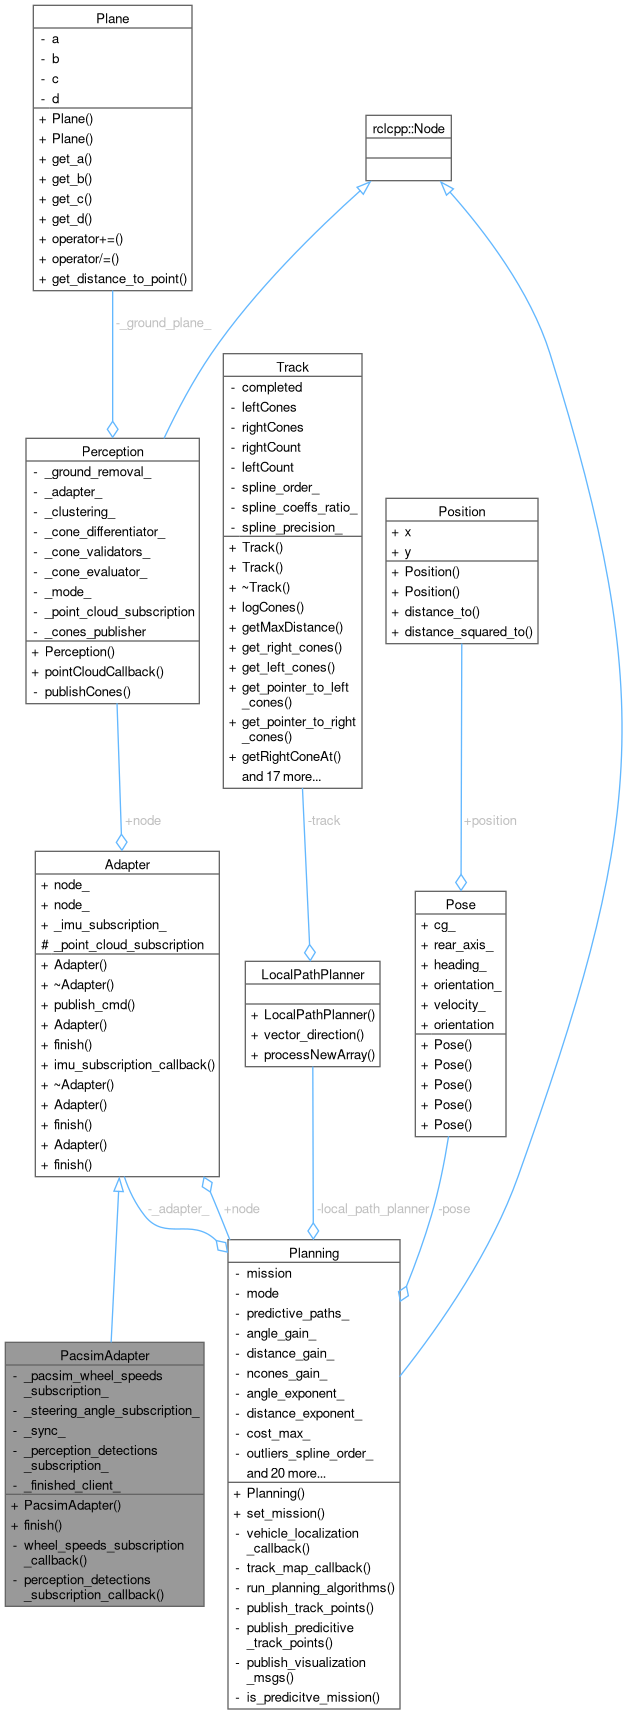 Plane
- a
- b
- c
- d
+ Plane()
+ Plane()
+ get_a()
+ get_b()
+ get_c()
+ get_d()
+ operator+=()
+ operator/=()
+ get_distance_to_point()
rclcpp::Node
-_ground_plane_
Track
- completed
- leftCones
- rightCones
- rightCount
- leftCount
- spline_order_
- spline_coeffs_ratio_
- spline_precision_
+ Track()
+ Track()
+ ~Track()
+ logCones()
+ getMaxDistance()
+ get_right_cones()
+ get_left_cones()
+ get_pointer_to_left
_cones()
+ get_pointer_to_right
_cones()
+ getRightConeAt()
and 17 more...
Perception
- _ground_removal_
- _adapter_
- _clustering_
- _cone_differentiator_
- _cone_validators_
- _cone_evaluator_
- _mode_
- _point_cloud_subscription
- _cones_publisher
+ Perception()
+ pointCloudCallback()
- publishCones()
Position
+ x
+ y
+ Position()
+ Position()
+ distance_to()
+ distance_squared_to()
+node
-track
+position
Adapter
+ node_
+ node_
+ _imu_subscription_
# _point_cloud_subscription
+ Adapter()
+ ~Adapter()
+ publish_cmd()
+ Adapter()
+ finish()
+ imu_subscription_callback()
+ ~Adapter()
+ Adapter()
+ finish()
+ Adapter()
+ finish()
LocalPathPlanner
+ LocalPathPlanner()
+ vector_direction()
+ processNewArray()
Pose
+ cg_
+ rear_axis_
+ heading_
+ orientation_
+ velocity_
+ orientation
+ Pose()
+ Pose()
+ Pose()
+ Pose()
+ Pose()
-_adapter_
+node
-local_path_planner
-pose
Planning
- mission
- mode
- predictive_paths_
- angle_gain_
- distance_gain_
- ncones_gain_
- angle_exponent_
- distance_exponent_
- cost_max_
- outliers_spline_order_
and 20 more...
+ Planning()
+ set_mission()
- vehicle_localization
_callback()
- track_map_callback()
- run_planning_algorithms()
- publish_track_points()
- publish_predicitive
_track_points()
- publish_visualization
_msgs()
- is_predicitve_mission()
PacsimAdapter
- _pacsim_wheel_speeds
_subscription_
- _steering_angle_subscription_
- _sync_
- _perception_detections
_subscription_
- _finished_client_
+ PacsimAdapter()
+ finish()
- wheel_speeds_subscription
_callback()
- perception_detections
_subscription_callback()